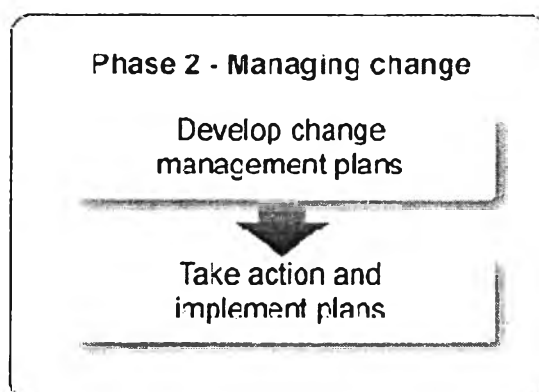 Phase 2 - Managing change
Develop change
management plans
Take action and
implement plans